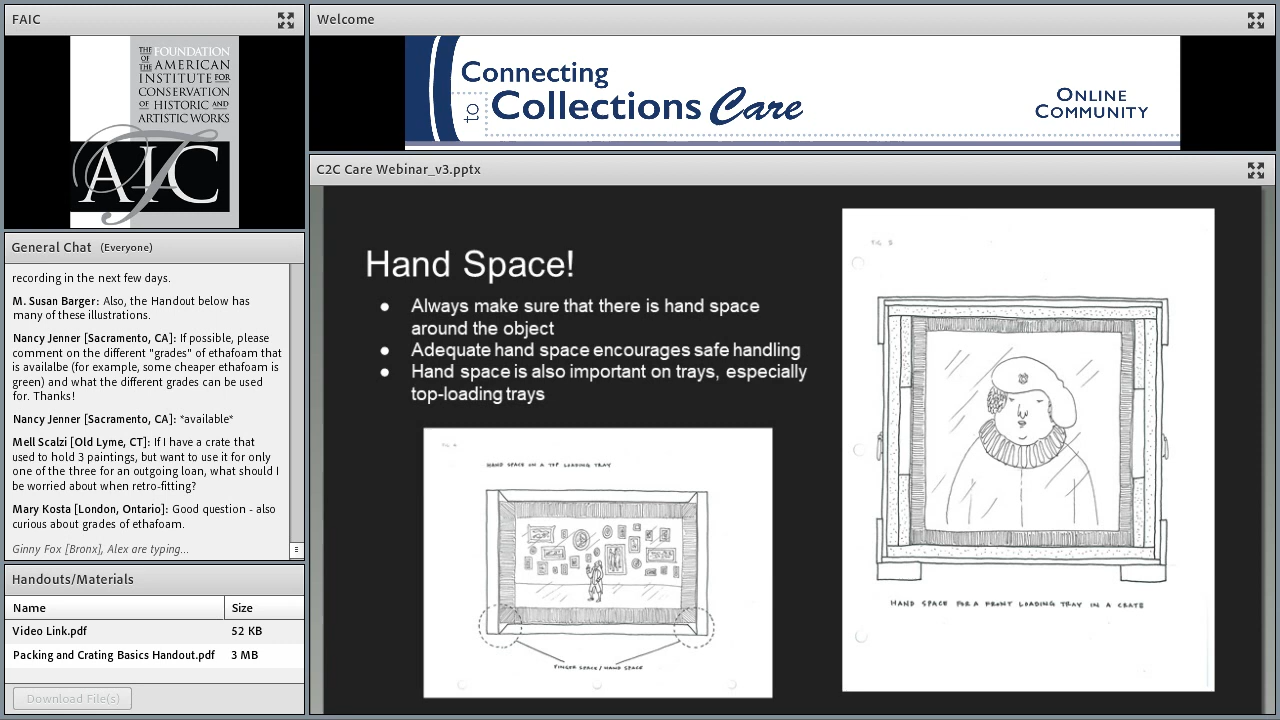 FAIC
THE FOUNDATION
OF THE AMERICAN
INSTITUTE FOR
CONSERVATION
OF HISTORIC AND
ARTISTIC WORKS
AIC
Welcome
Connecting
to Collections Care
ONLINE
COMMUNITY
General Chat (Everyone)
recording in the next few days.
M. Susan Barger: Also, the Handout below has
many of these illustrations.
Nancy Jenner [Sacramento, CA]: If possible, please
comment on the different "grades" of ethafoam that
is availalbe (for example, some cheaper ethafoam is
green) and what the different grades can be used
for. Thanks!
Nancy Jenner [Sacramento, CA]: *available*
Mell Scalzi [Old Lyme, CT]: If I have a crate that
used to hold 3 paintings, but want to use it for only
one of the three for an outgoing loan, what should I
be worried about when retro-fitting?
Mary Kosta [London, Ontario]: Good question - also
curious about grades of ethafoam.
Ginny Fox [Bronx], Alex are typing...
Handouts/Materials
Name Size
Video Link.pdf 52 KB
Packing and Crating Basics Handout.pdf 3 MB
Download File(s)
C2C Care Webinar_v3.pptx
Hand Space!
● Always make sure that there is hand space
around the object
● Adequate hand space encourages safe handling
● Hand space is also important on trays, especially
top-loading trays
HAND SPACE ON A TOP LOADING TRAY
FINGER SPACE / HAND SPACE
HAND SPACE FOR A FRONT LOADING TRAY IN A CRATE